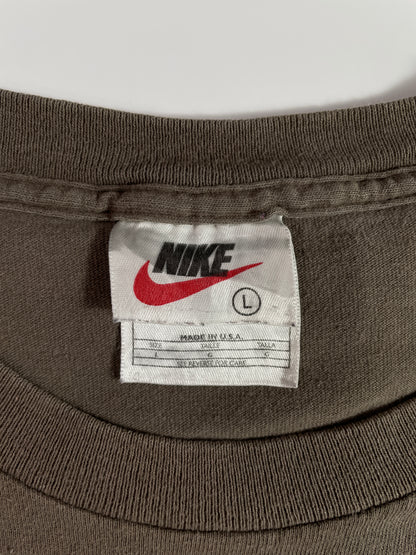 NIKE
L
MADE IN U.S.A.
SIZE TAILLE TALLA
L G G
SEE REVERSE FOR CARE